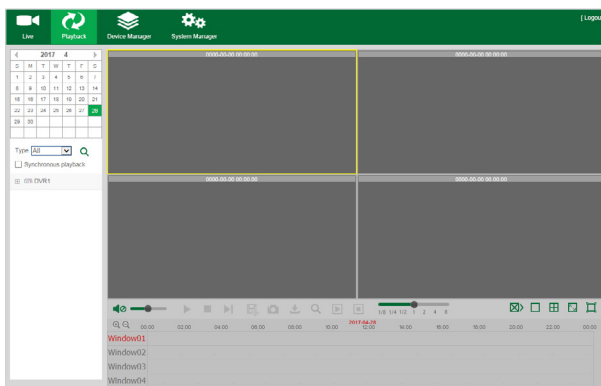 [ Logou
Live Playback Device Manager System Manager
2017 4
S M T W T F S
1 2 3 4 5 6 7
8 9 10 11 12 13 14
15 16 17 18 19 20 21
22 23 24 25 26 27 28
29 30
Type All
Synchronous playback
DVR1
0000-00-00 00:00:00
0000-00-00 00:00:00
0000-00-00 00:00:00
0000-00-00 00:00:00
1/8 1/4 1/2 1 2 4 8
2017-04-28
00:00 02:00 04:00 06:00 08:00 10:00 12:00 14:00 16:00 18:00 20:00 22:00 00:00
Window01
Window02
Window03
Window04